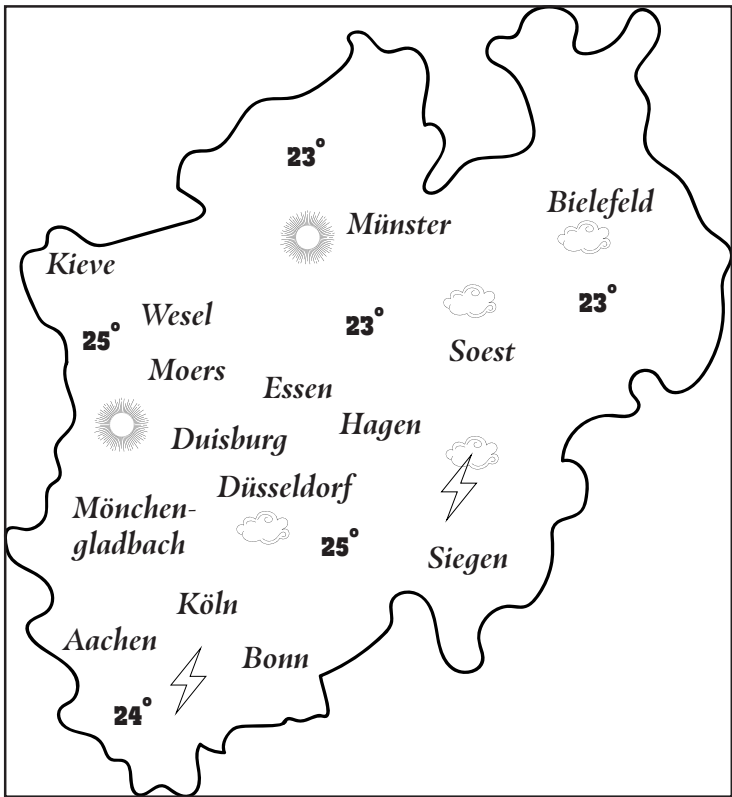 23°
Münster
Bielefeld
Kieve
Wesel
23°
23°
25°
Soest
Moers
Essen
Hagen
Duisburg
Düsseldorf
Mönchen-
gladbach
25°
Siegen
Köln
Aachen
Bonn
24°